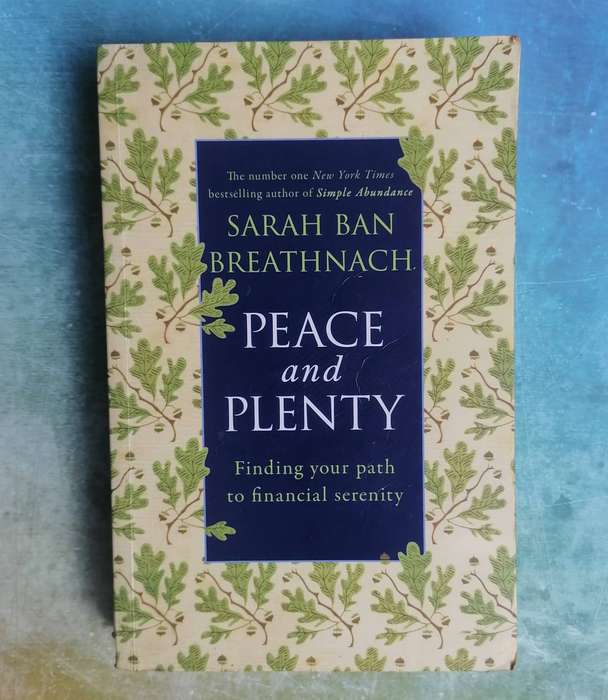 The number one New York Times
bestselling author of Simple Abundance
SARAH BAN
BREATHNACH
PEACE
and
PLENTY
Finding your path
to financial serenity